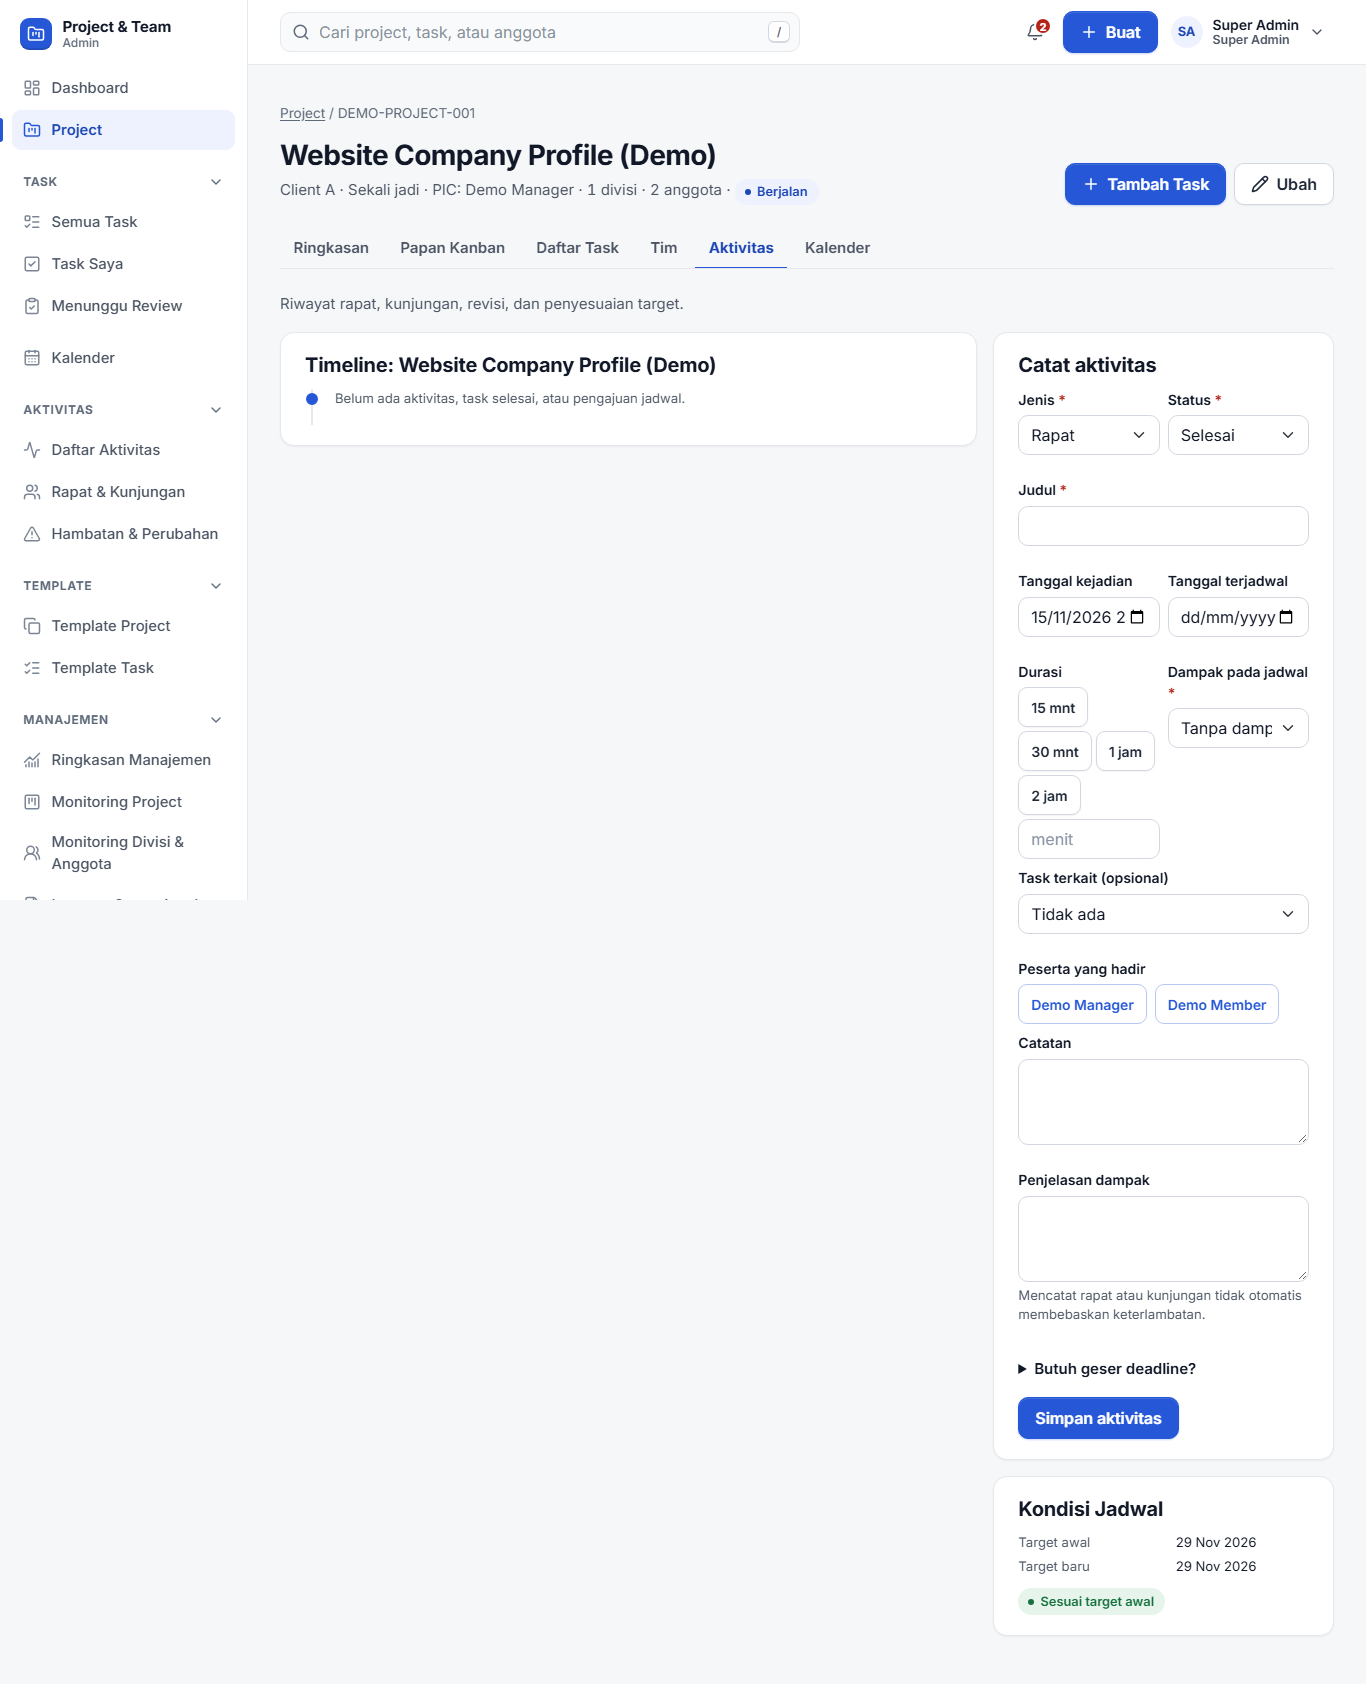 Project & Team
Admin
Dashboard
Project
TASK
Semua Task
Task Saya
Menunggu Review
Kalender
AKTIVITAS
Daftar Aktivitas
Rapat & Kunjungan
Hambatan & Perubahan
TEMPLATE
Template Project
Template Task
MANAJEMEN
Ringkasan Manajemen
Monitoring Project
Monitoring Divisi &
Anggota
Cari project, task, atau anggota
/
2
Buat
SA
Super Admin
Super Admin
Project / DEMO-PROJECT-001
Website Company Profile (Demo)
Client A · Sekali jadi · PIC: Demo Manager · 1 divisi · 2 anggota · Berjalan
Tambah Task
Ubah
Ringkasan
Papan Kanban
Daftar Task
Tim
Aktivitas
Kalender
Riwayat rapat, kunjungan, revisi, dan penyesuaian target.
Timeline: Website Company Profile (Demo)
Belum ada aktivitas, task selesai, atau pengajuan jadwal.
Catat aktivitas
Jenis * Status *
Rapat Selesai
Judul *
Tanggal kejadian Tanggal terjadwal
15/11/2026 2 dd/mm/yyyy
Durasi
15 mnt
30 mnt 1 jam
2 jam
menit
Dampak pada jadwal
*
Tanpa damp
Task terkait (opsional)
Tidak ada
Peserta yang hadir
Demo Manager Demo Member
Catatan
Penjelasan dampak
Mencatat rapat atau kunjungan tidak otomatis
membebaskan keterlambatan.
Butuh geser deadline?
Simpan aktivitas
Kondisi Jadwal
Target awal 29 Nov 2026
Target baru 29 Nov 2026
Sesuai target awal